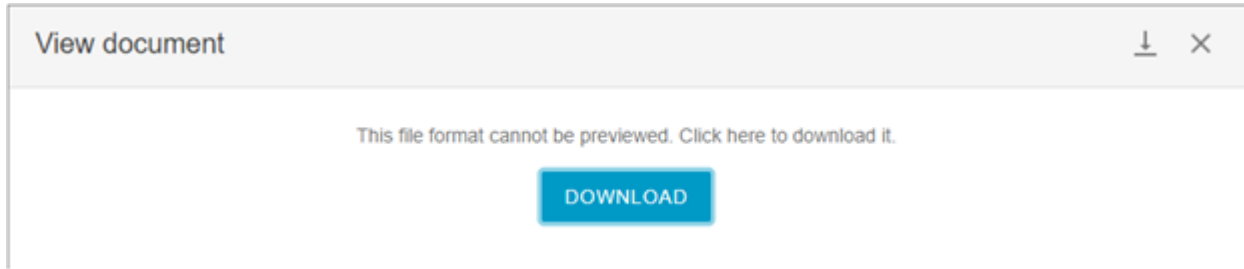 View document
This file format cannot be previewed. Click here to download it.
DOWNLOAD